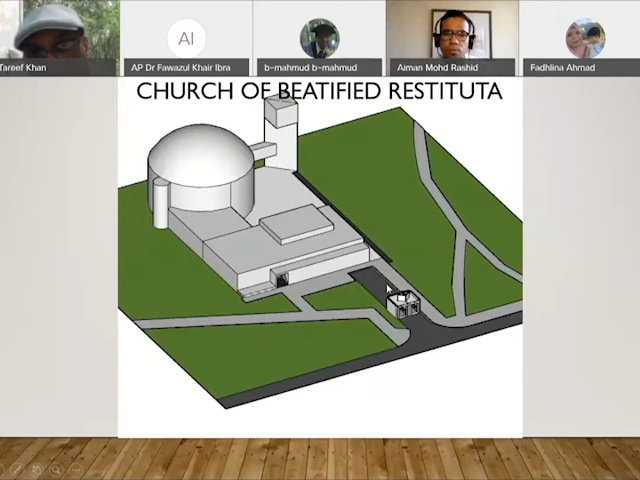 Tareef Khan
AI
AP Dr Fawazul Khair Ibra
b-mahmud b-mahmud
Aiman Mohd Rashid
Fadhlina Ahmad
CHURCH OF BEATIFIED RESTITUTA